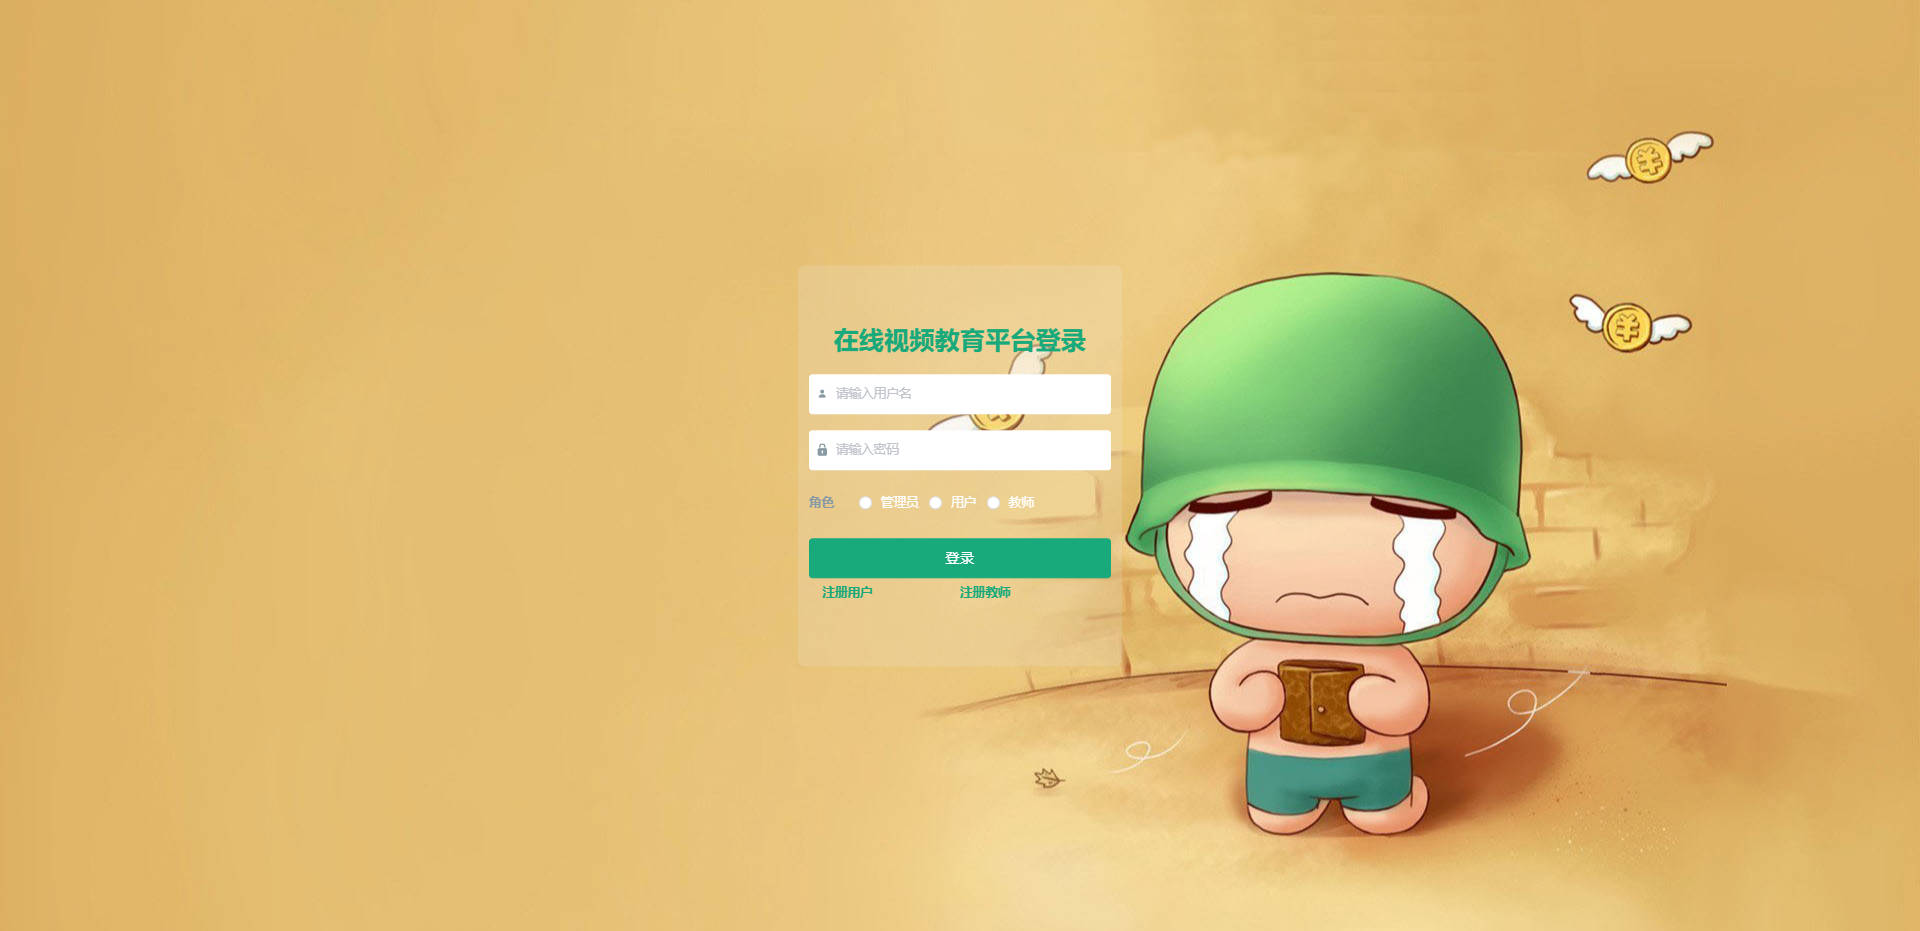 在线视频教育平台登录
请输入用户名
请输入密码
角色 管理员 用户 教师
登录
注册用户 注册教师